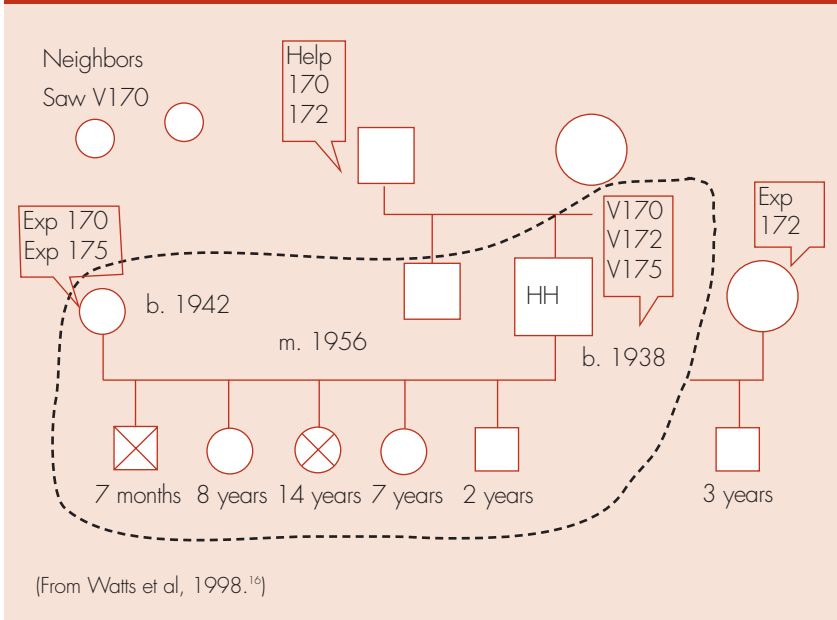 Neighbors
Saw V170
Help
170
172
Exp 170
Exp 175
V170
V172
V175
Exp
172
HH
b. 1942
m. 1956
b. 1938
7 months
8 years
14 years
7 years
2 years
3 years
(From Watts et al, 1998.¹⁶)